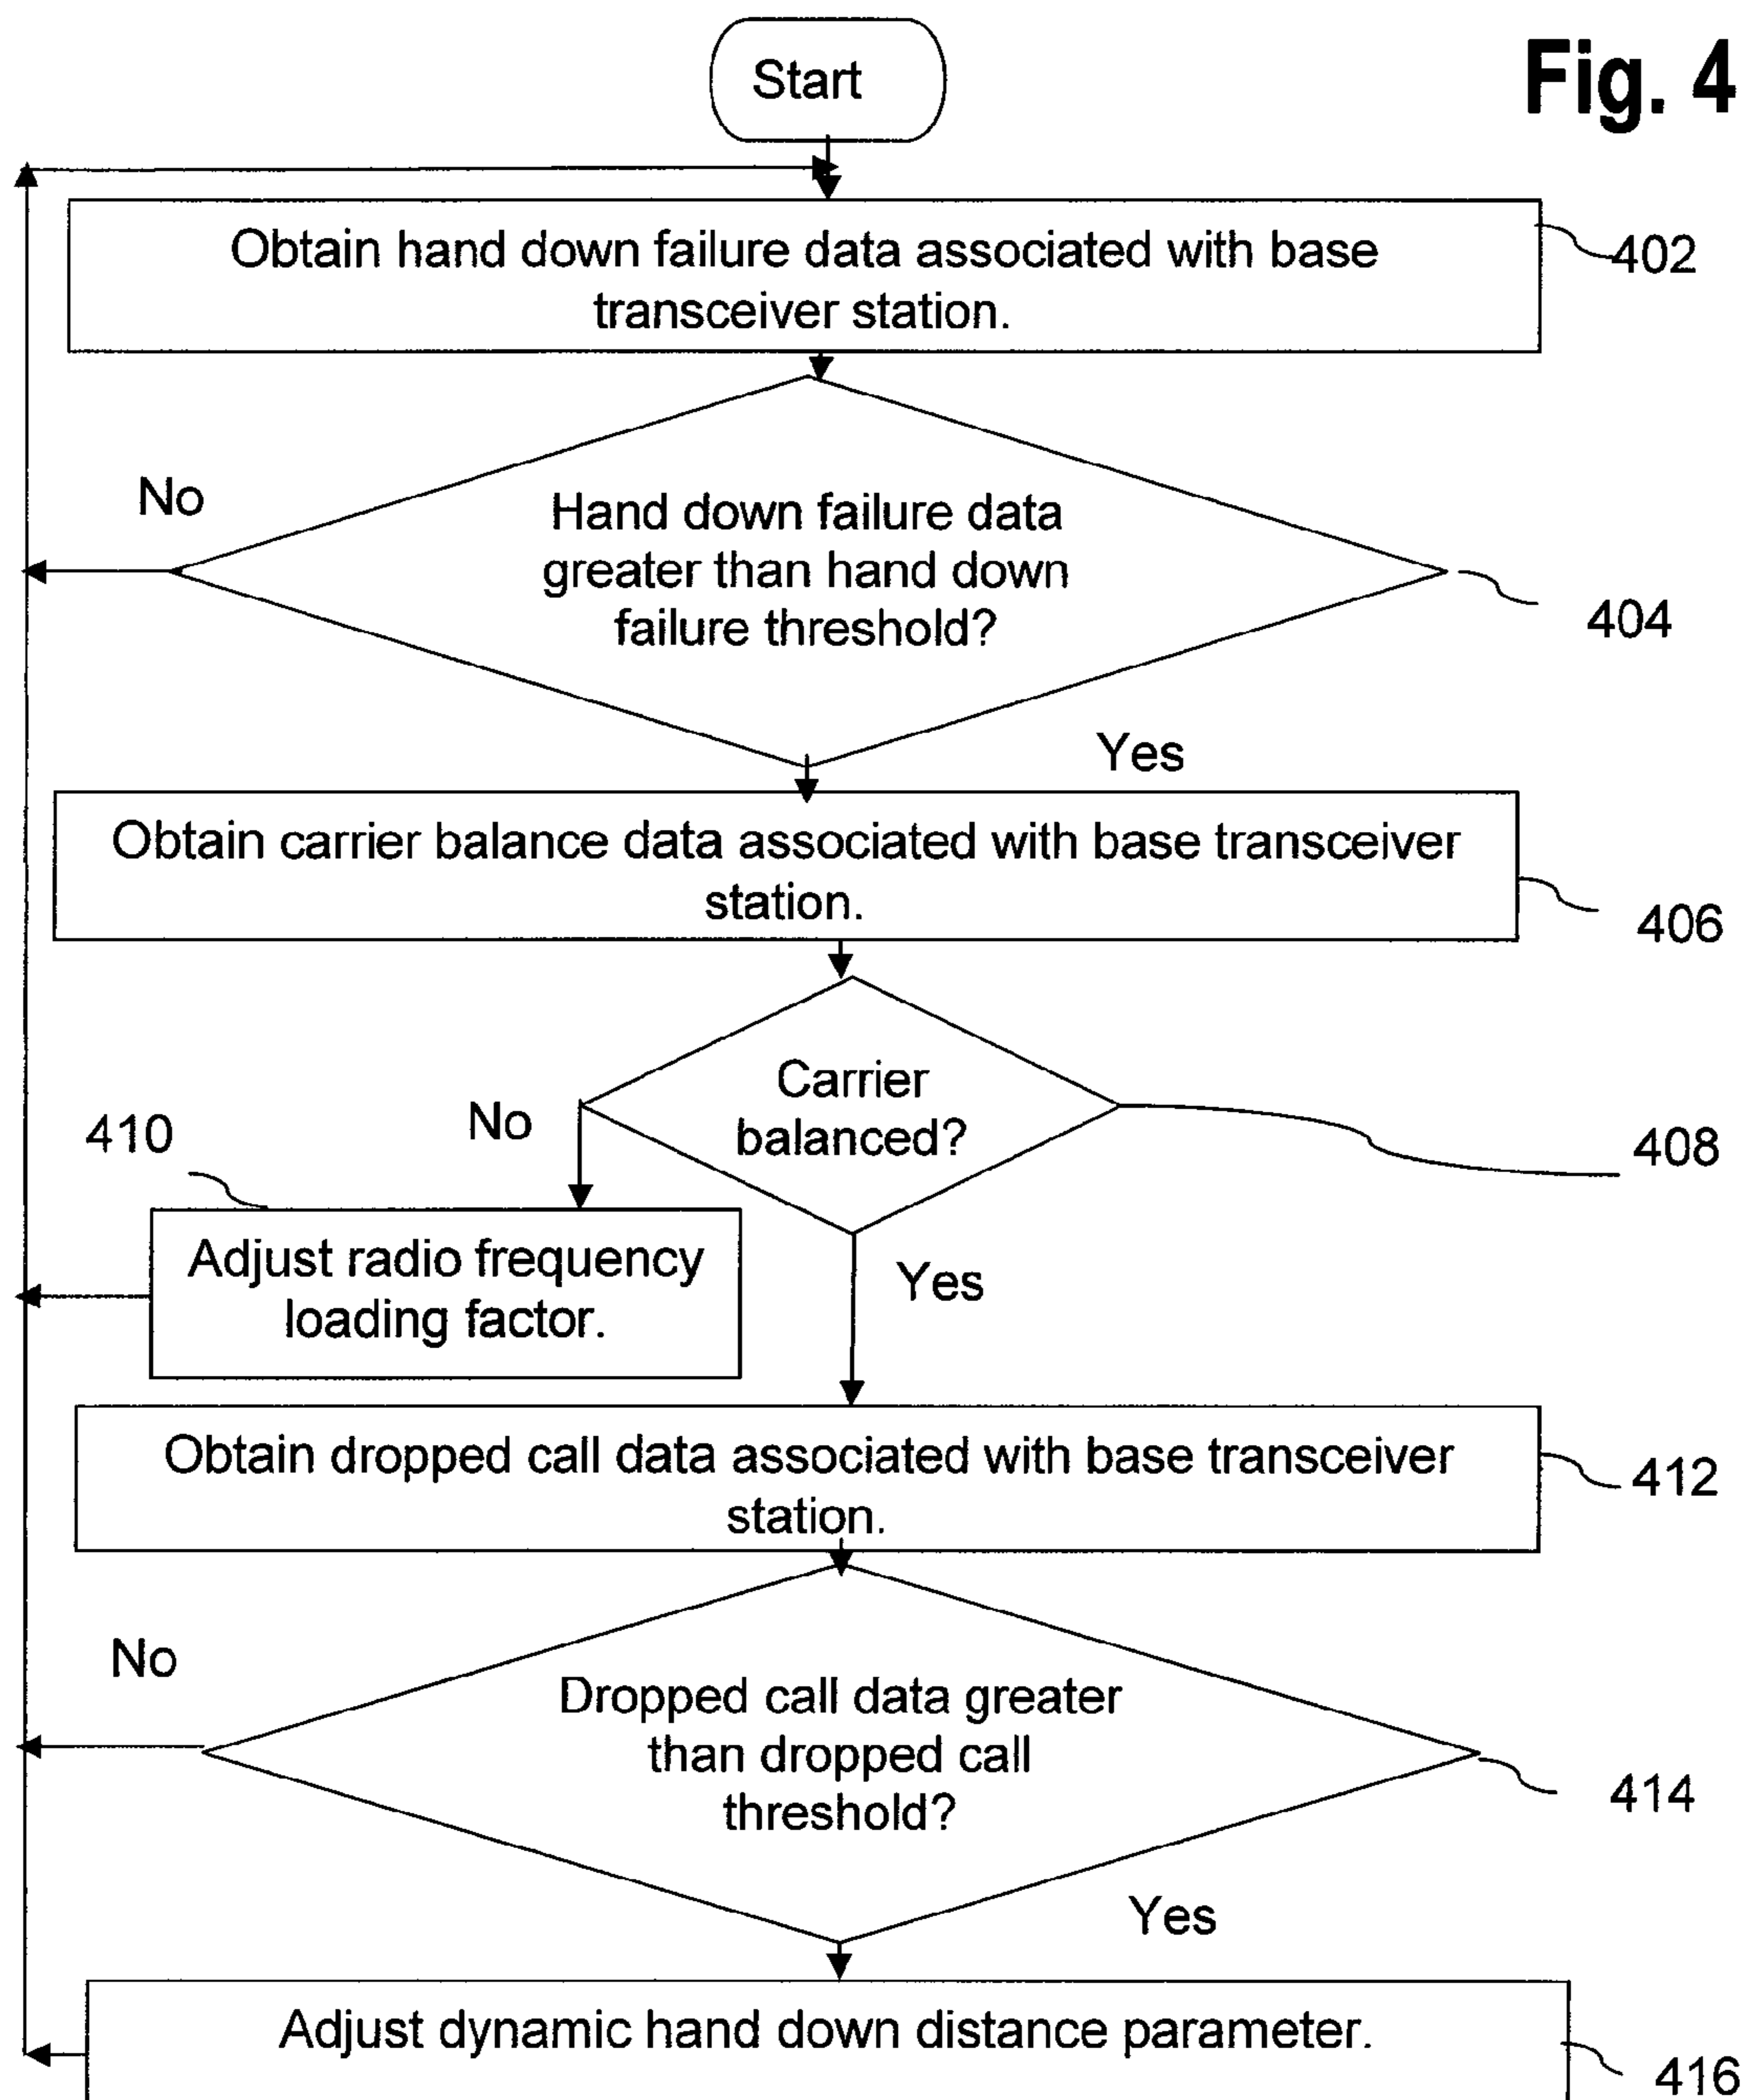 Start
Fig. 4
Obtain hand down failure data associated with base
transceiver station.
402
No
Hand down failure data
greater than hand down
failure threshold?
404
Yes
Obtain carrier balance data associated with base transceiver
station.
406
Carrier
balanced?
No
408
410
Adjust radio frequency
loading factor.
Yes
Obtain dropped call data associated with base transceiver
station.
412
No
Dropped call data greater
than dropped call
threshold?
414
Yes
Adjust dynamic hand down distance parameter.
416